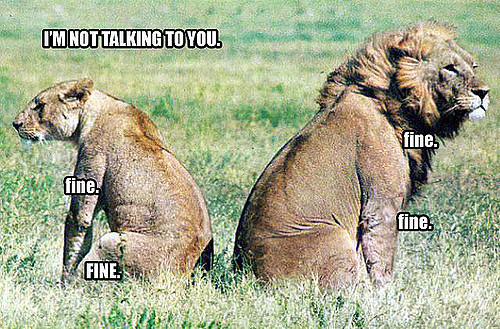 I'M NOT TALKING TO YOU.
fine.
fine.
fine.
FINE.